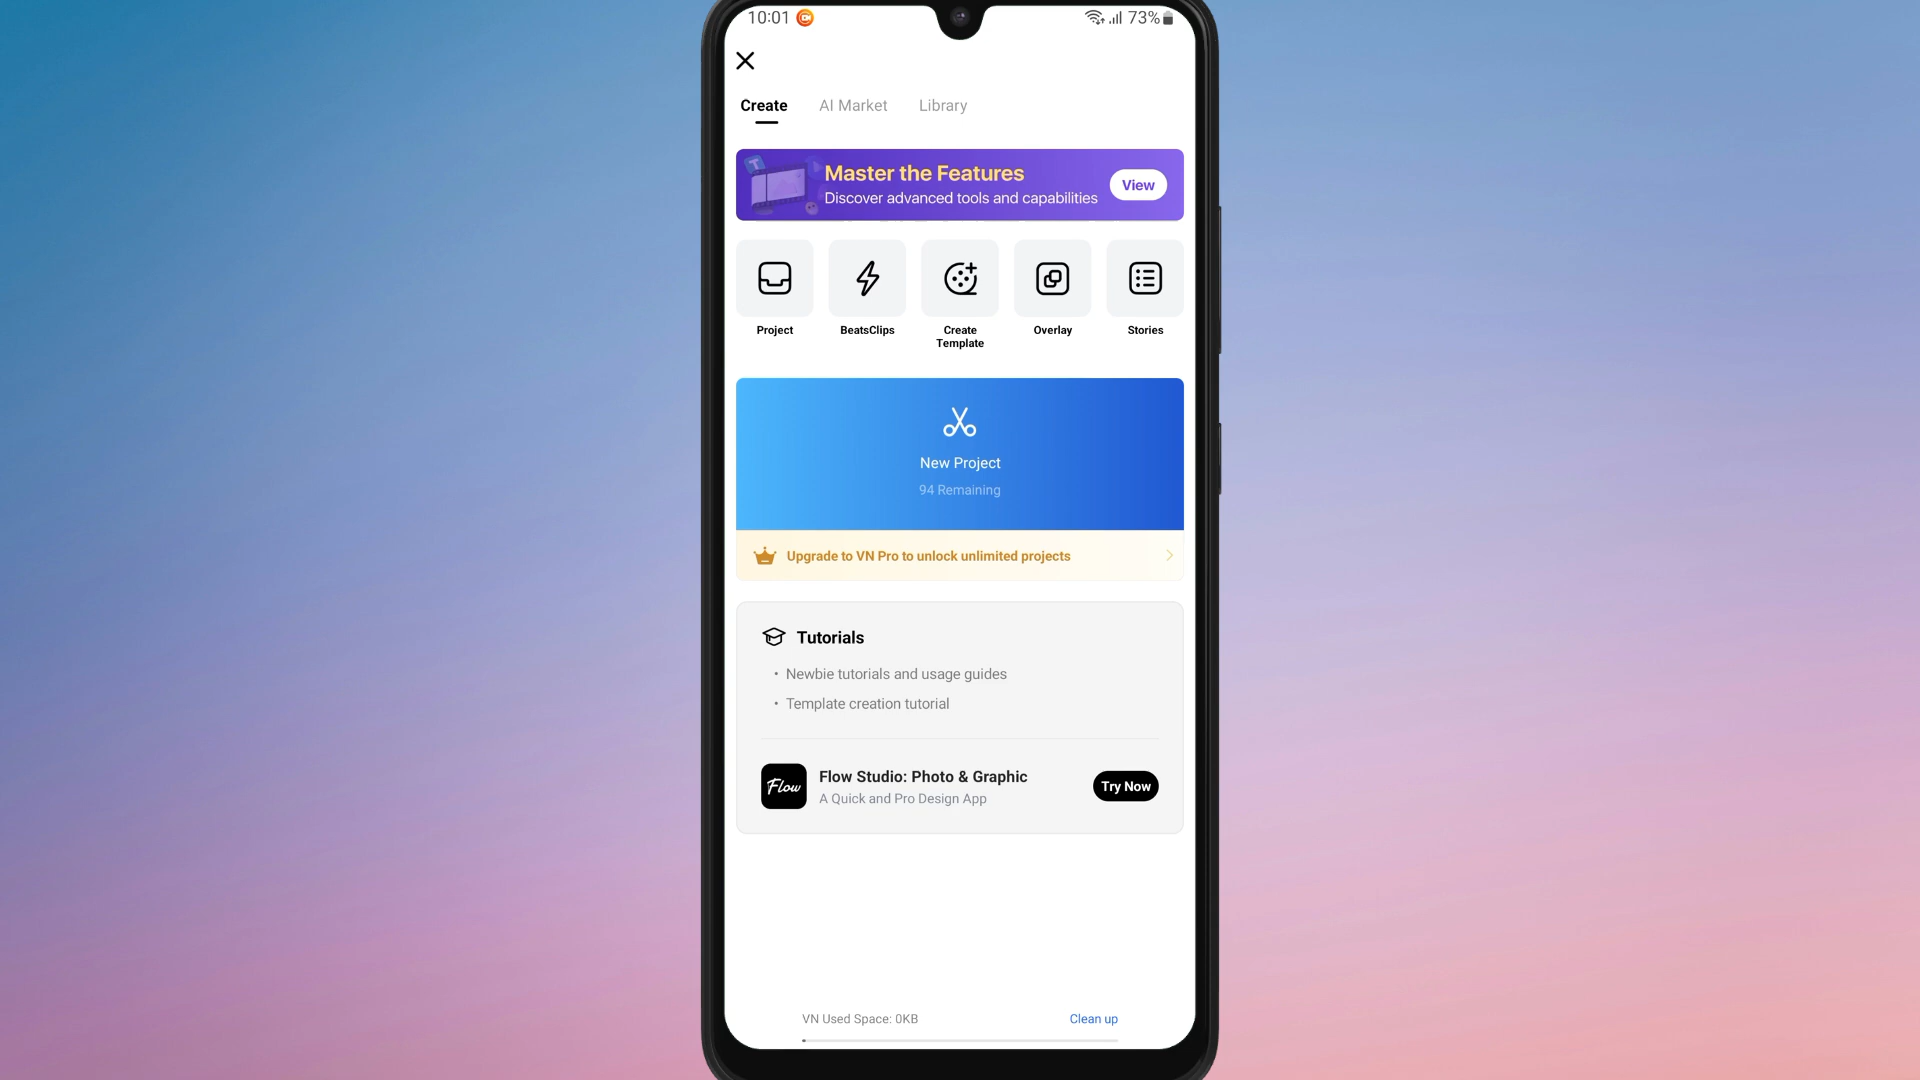 10:01
73%
Create AI Market Library
T
Master the Features
Discover advanced tools and capabilities
View
Project
BeatsClips
Create
Template
Overlay
Stories
New Project
94 Remaining
Upgrade to VN Pro to unlock unlimited projects
Tutorials
• Newbie tutorials and usage guides
• Template creation tutorial
Flow
Flow Studio: Photo & Graphic
A Quick and Pro Design App
Try Now
VN Used Space: 0KB
Clean up